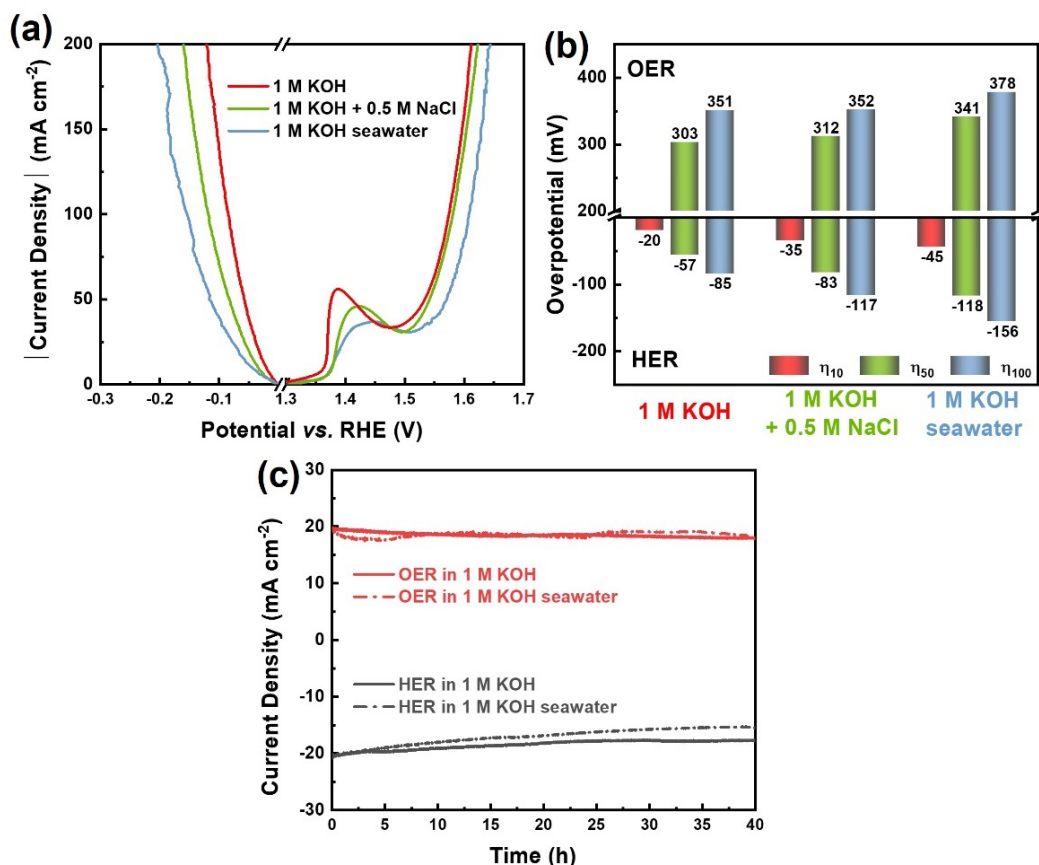 (a)
200
150
100
50
0
|Current Density| (mA cm⁻²)
1 M KOH
1 M KOH + 0.5 M NaCl
1 M KOH seawater
-0.3 -0.2 -0.1 1.3 1.4 1.5 1.6 1.7
Potential vs. RHE (V)
(b)
OER
400
300
200
200
0
-100
-200
Overpotential (mV)
303 351 312 352 341 378
-20 -57 -85 -35 -83 -117 -45 -118 -156
HER
η₁₀ η₅₀ η₁₀₀
1 M KOH
1 M KOH
+ 0.5 M NaCl
1 M KOH
seawater
(c)
30
20
10
0
-10
-20
-30
Current Density (mA cm⁻²)
OER in 1 M KOH
OER in 1 M KOH seawater
HER in 1 M KOH
HER in 1 M KOH seawater
0 5 10 15 20 25 30 35 40
Time (h)